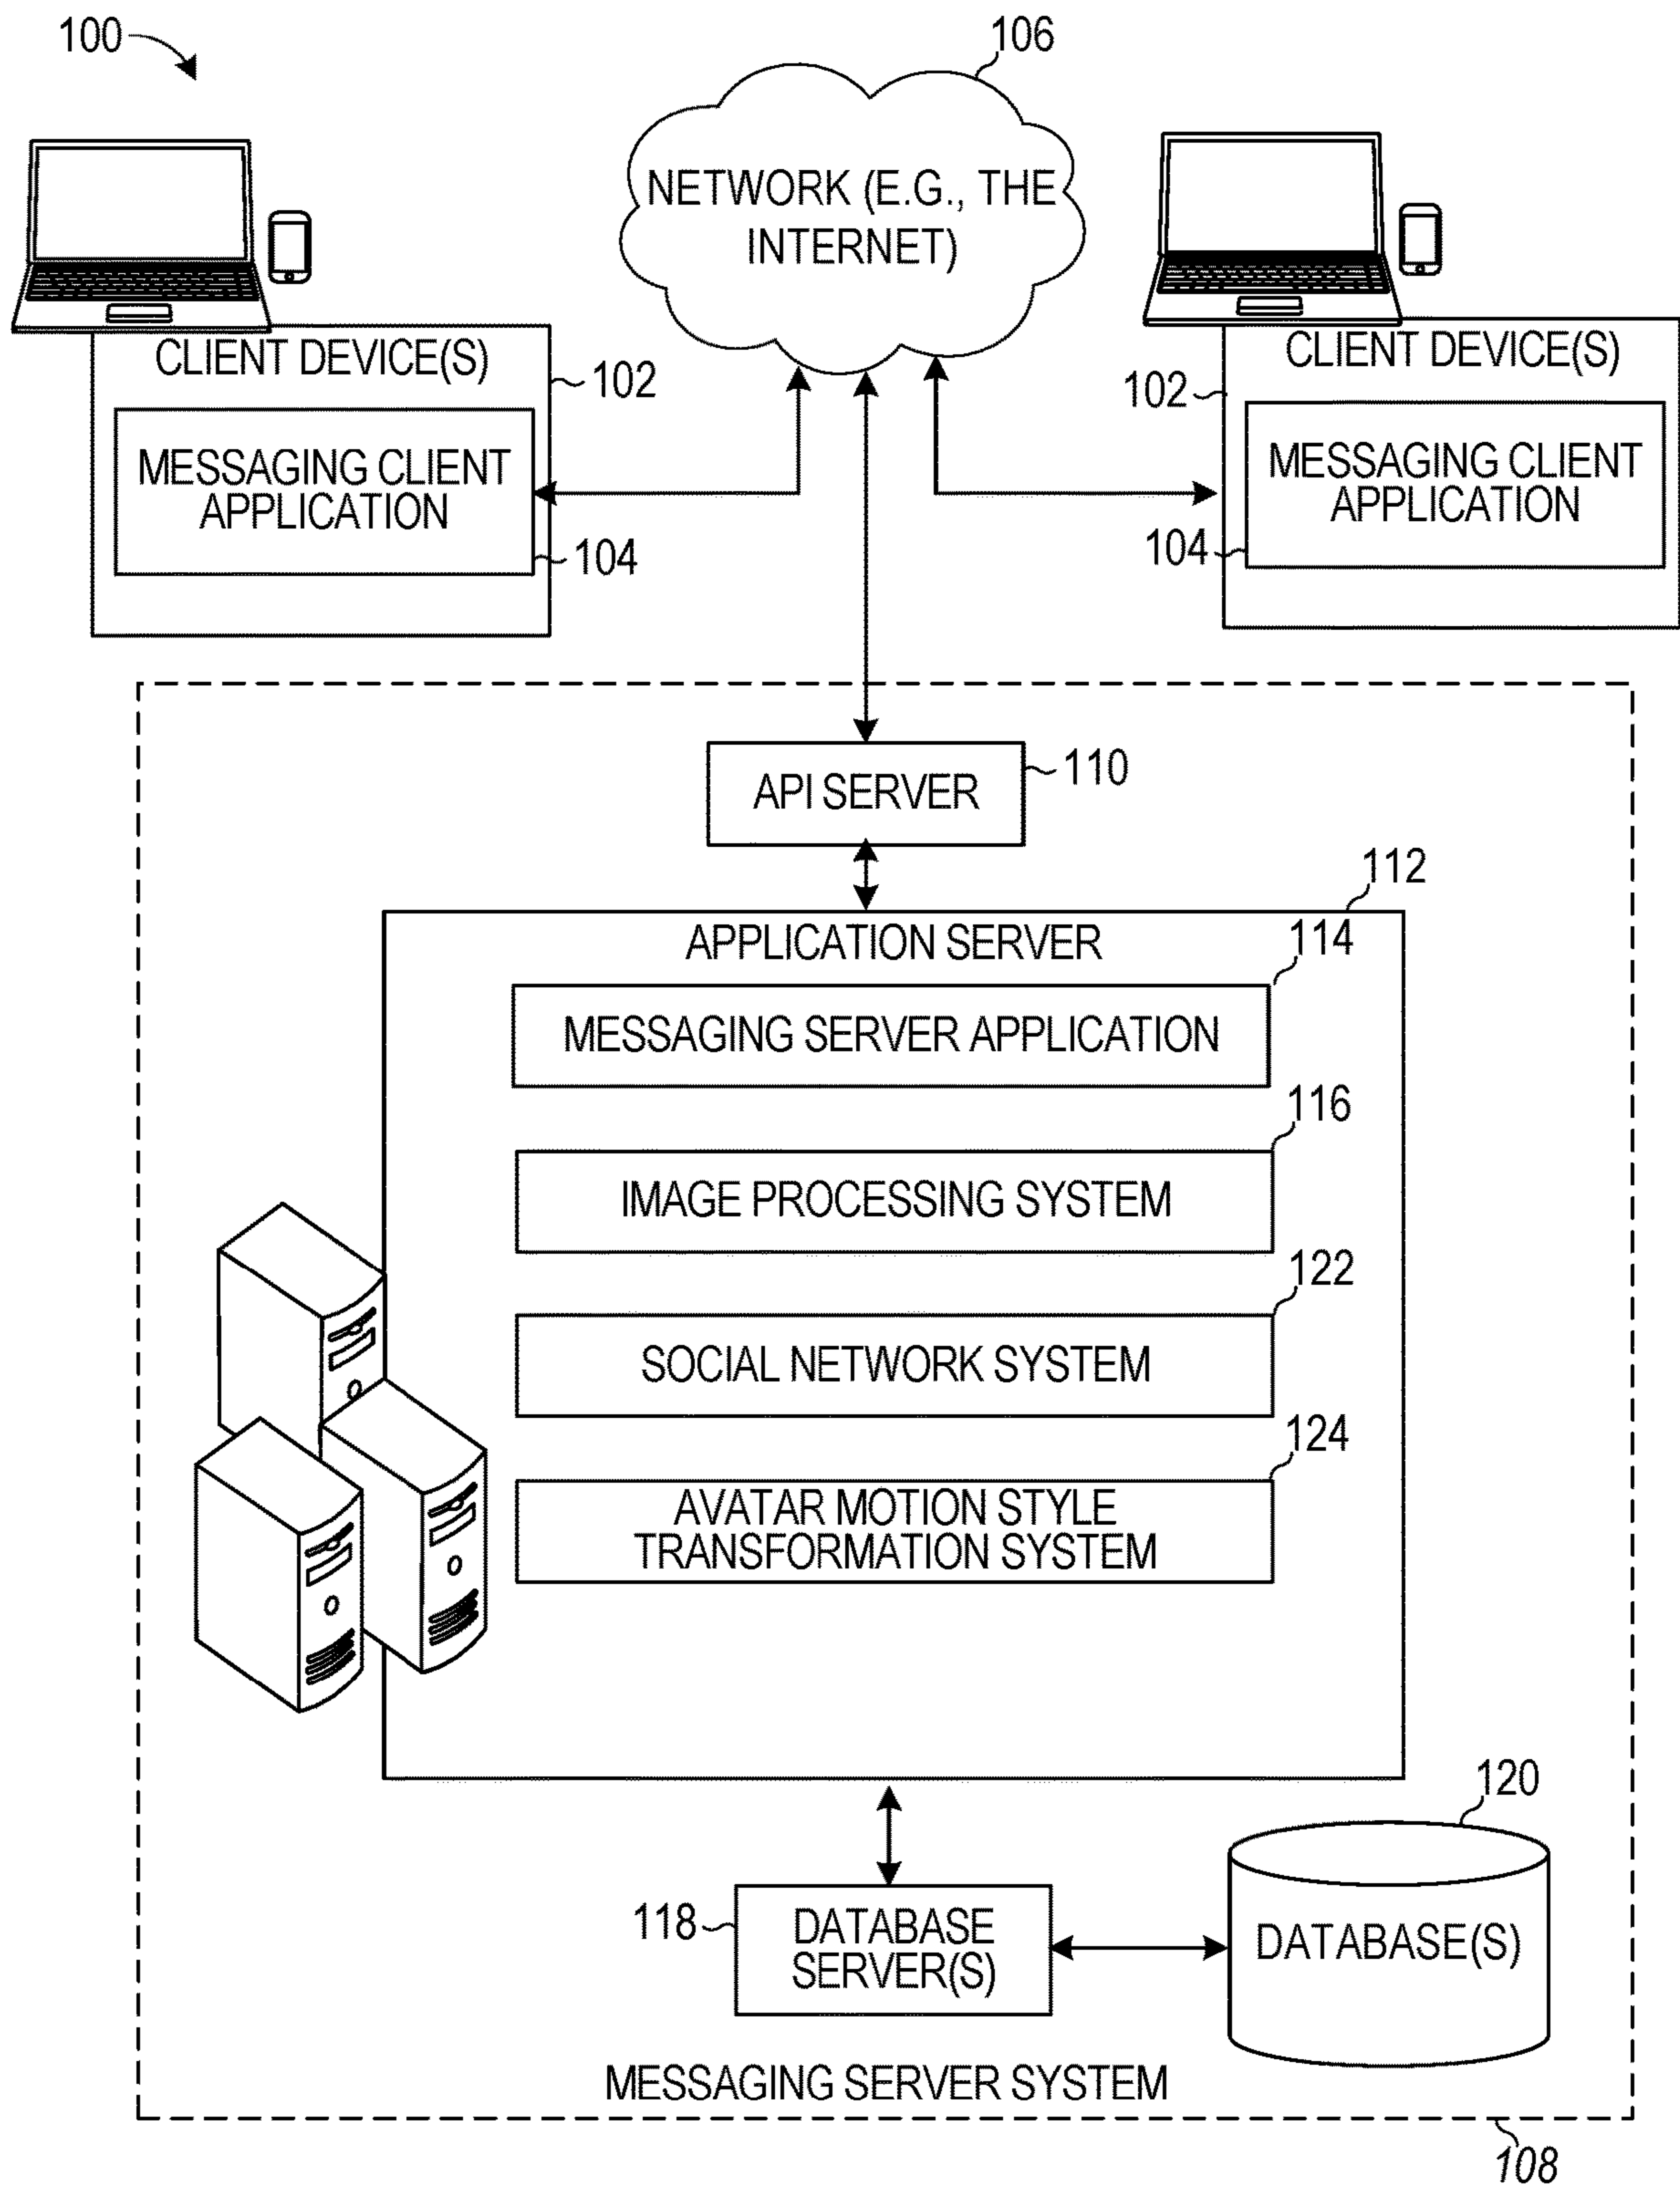 100
106
NETWORK (E.G., THE
INTERNET)
CLIENT DEVICE(S)
102
MESSAGING CLIENT
APPLICATION
104
CLIENT DEVICE(S)
102
MESSAGING CLIENT
APPLICATION
104
API SERVER
110
112
APPLICATION SERVER
114
MESSAGING SERVER APPLICATION
116
IMAGE PROCESSING SYSTEM
122
SOCIAL NETWORK SYSTEM
124
AVATAR MOTION STYLE
TRANSFORMATION SYSTEM
120
118
DATABASE
SERVER(S)
DATABASE(S)
MESSAGING SERVER SYSTEM
108